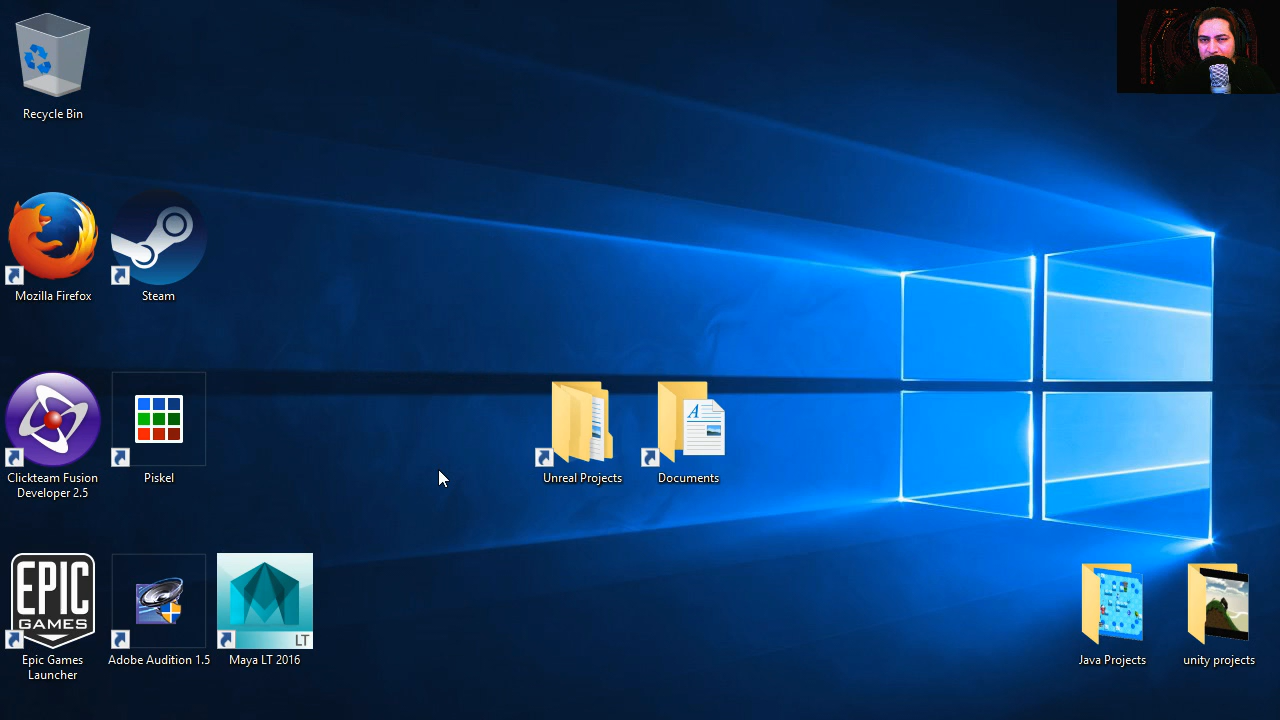 Recycle Bin
Mozilla Firefox
Steam
Clickteam Fusion
Developer 2.5
Piskel
Unreal Projects
Documents
A
EPIC
GAMES
Epic Games
Launcher
Adobe Audition 1.5
LT
Maya LT 2016
Java Projects
unity projects